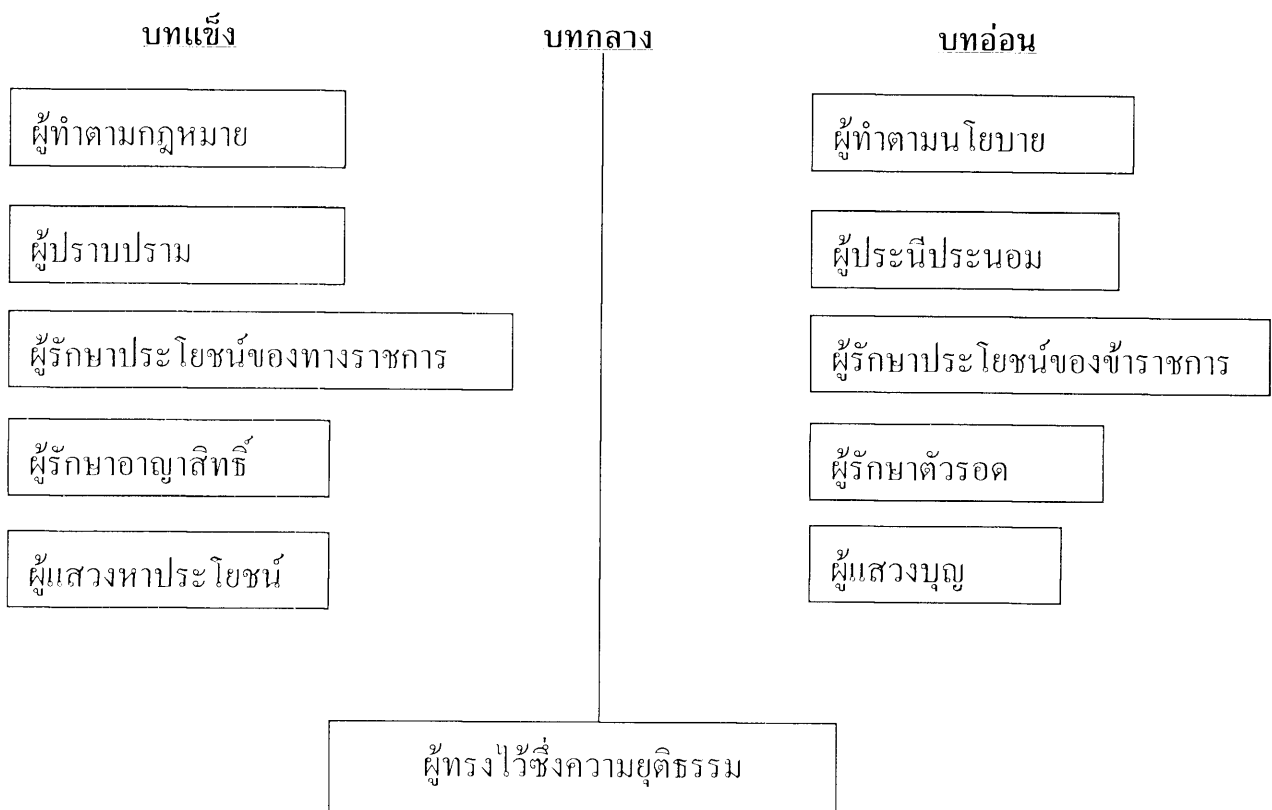 บทแข็ง
บทกลาง
บทอ่อน
ผู้ทำตามกฎหมาย
ผู้ทำตามนโยบาย
ผู้ปราบปราม
ผู้ประนีประนอม
ผู้รักษาประโยชน์ของทางราชการ
ผู้รักษาประโยชน์ของข้าราชการ
ผู้รักษาอาญาสิทธิ์
ผู้รักษาตัวรอด
ผู้แสวงหาประโยชน์
ผู้แสวงบุญ
ผู้ทรงไว้ซึ่งความยุติธรรม